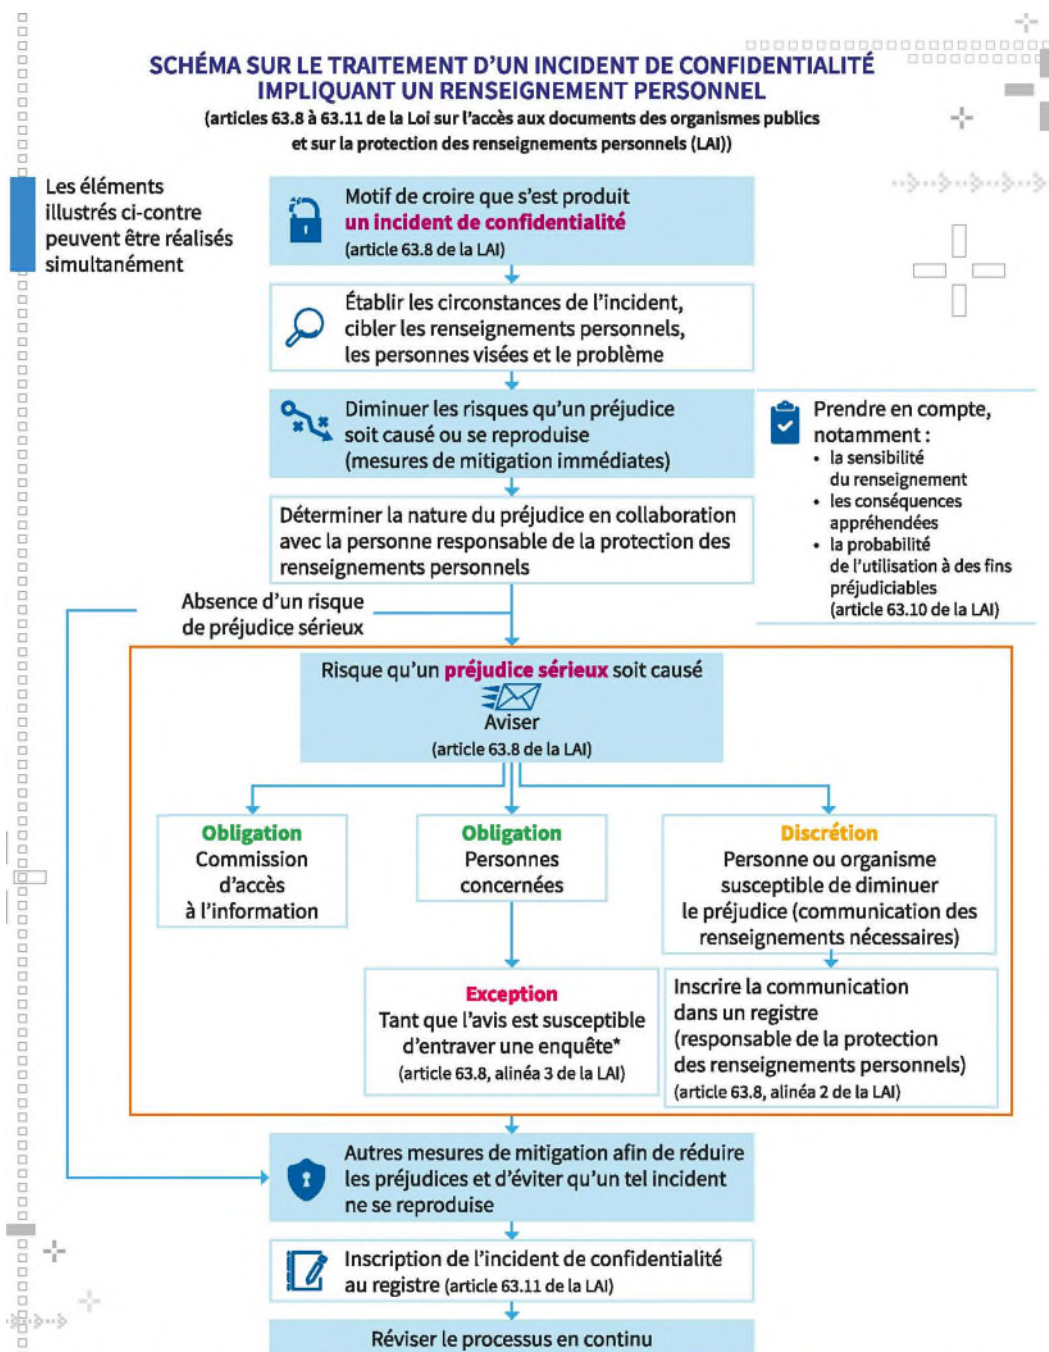 SCHÉMA SUR LE TRAITEMENT D’UN INCIDENT DE CONFIDENTIALITÉ
IMPLIQUANT UN RENSEIGNEMENT PERSONNEL
(articles 63.8 à 63.11 de la Loi sur l’accès aux documents des organismes publics
et sur la protection des renseignements personnels (LAI))
Les éléments
illustrés ci-contre
peuvent être réalisés
simultanément
Motif de croire que s’est produit
un incident de confidentialité
(article 63.8 de la LAI)
Établir les circonstances de l’incident,
cibler les renseignements personnels,
les personnes visées et le problème
Diminuer les risques qu’un préjudice
soit causé ou se reproduise
(mesures de mitigation immédiates)
Prendre en compte,
notamment :
• la sensibilité
du renseignement
• les conséquences
appréhendées
• la probabilité
de l’utilisation à des fins
préjudiciables
(article 63.10 de la LAI)
Déterminer la nature du préjudice en collaboration
avec la personne responsable de la protection des
renseignements personnels
Absence d’un risque
de préjudice sérieux
Risque qu’un préjudice sérieux soit causé
Aviser
(article 63.8 de la LAI)
Obligation
Commission
d’accès
à l’information
Obligation
Personnes
concernées
Discrétion
Personne ou organisme
susceptible de diminuer
le préjudice (communication des
renseignements nécessaires)
Exception
Tant que l’avis est susceptible
d’entraver une enquête*
(article 63.8, alinéa 3 de la LAI)
Inscrire la communication
dans un registre
(responsable de la protection
des renseignements personnels)
(article 63.8, alinéa 2 de la LAI)
Autres mesures de mitigation afin de réduire
les préjudices et d’éviter qu’un tel incident
ne se reproduise
Inscription de l’incident de confidentialité
au registre (article 63.11 de la LAI)
Réviser le processus en continu